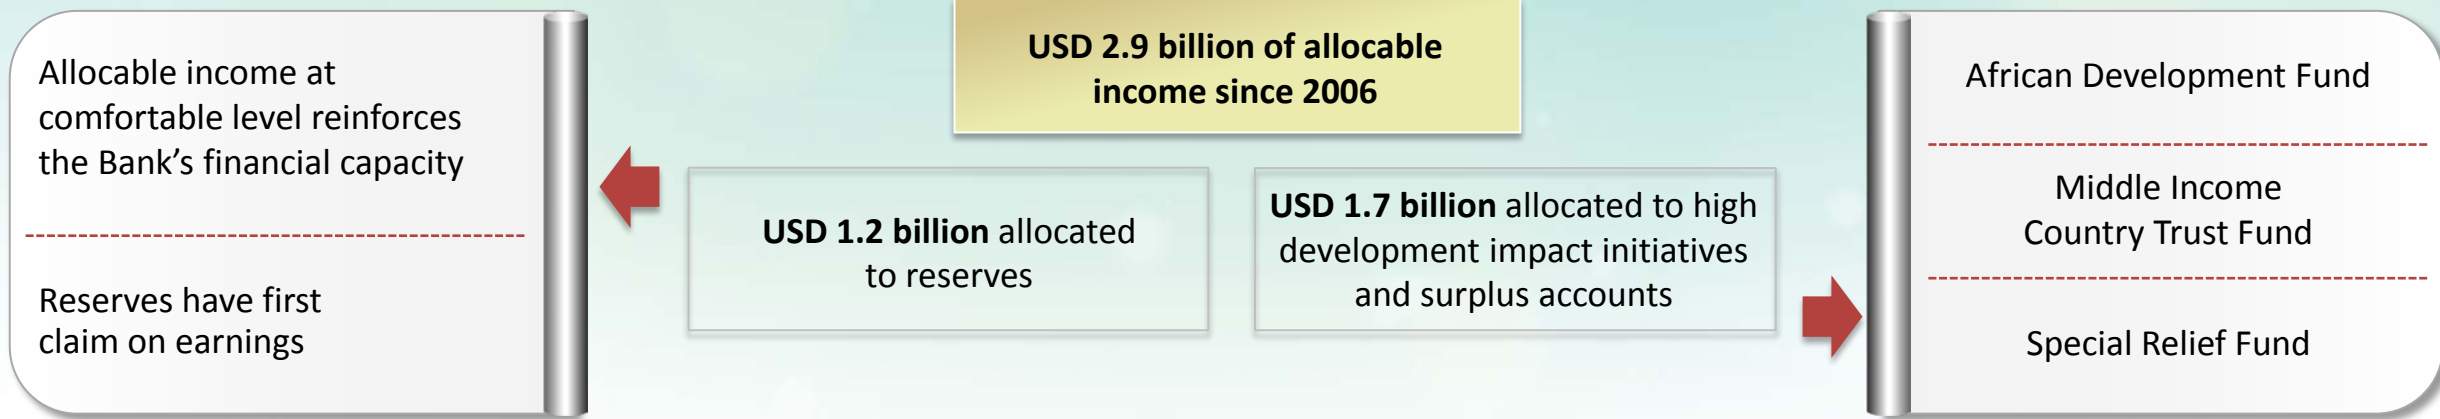 Allocable income at
comfortable level reinforces
the Bank’s financial capacity
Reserves have first
claim on earnings
USD 2.9 billion of allocable
income since 2006
USD 1.2 billion allocated
to reserves
USD 1.7 billion allocated to high
development impact initiatives
and surplus accounts
African Development Fund
Middle Income
Country Trust Fund
Special Relief Fund